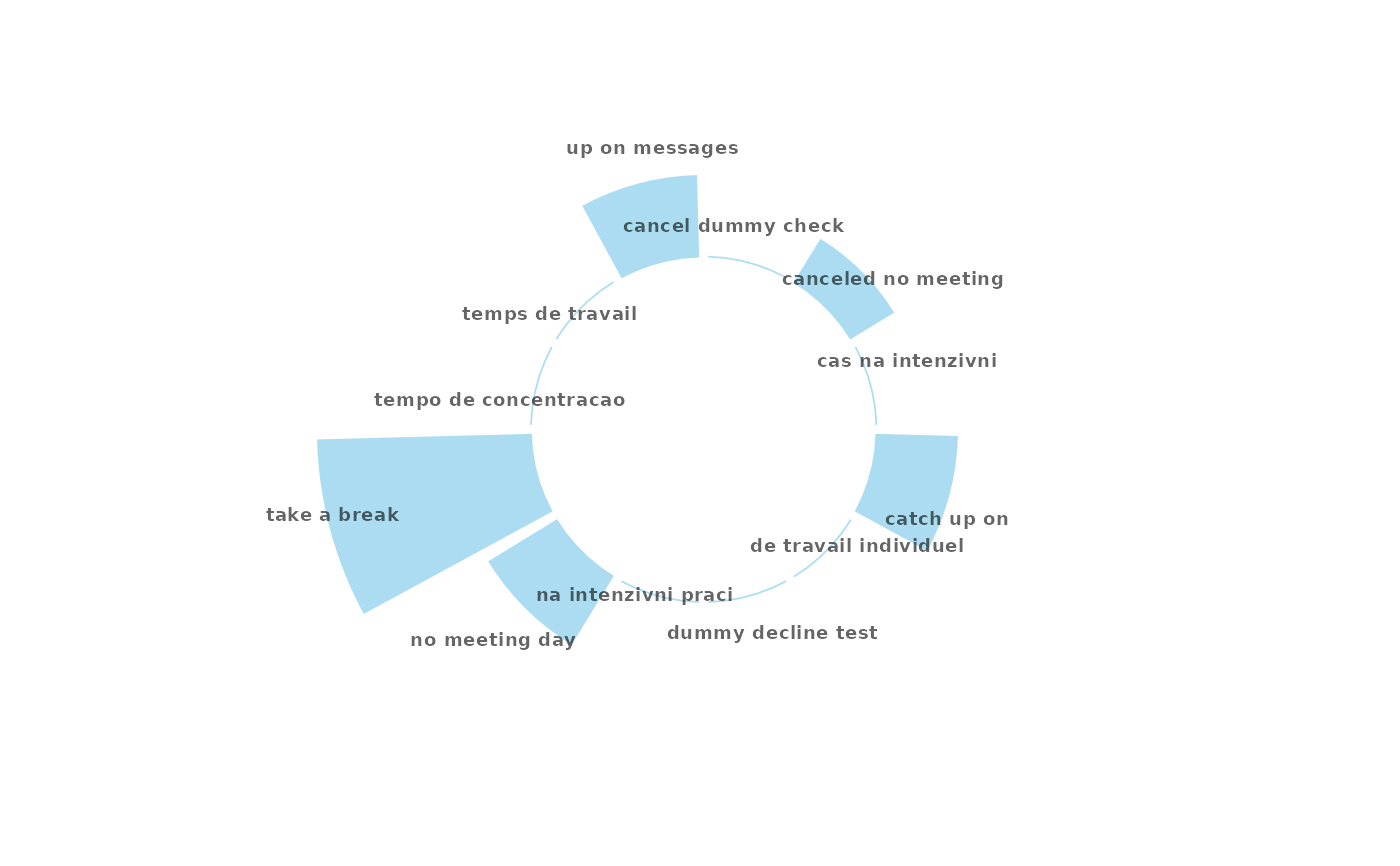 up on messages
cancel dummy check
canceled no meeting
temps de travail
cas na intenzivni
tempo de concentracao
take a break
catch up on
de travail individuel
na intenzivni praci
dummy decline test
no meeting day